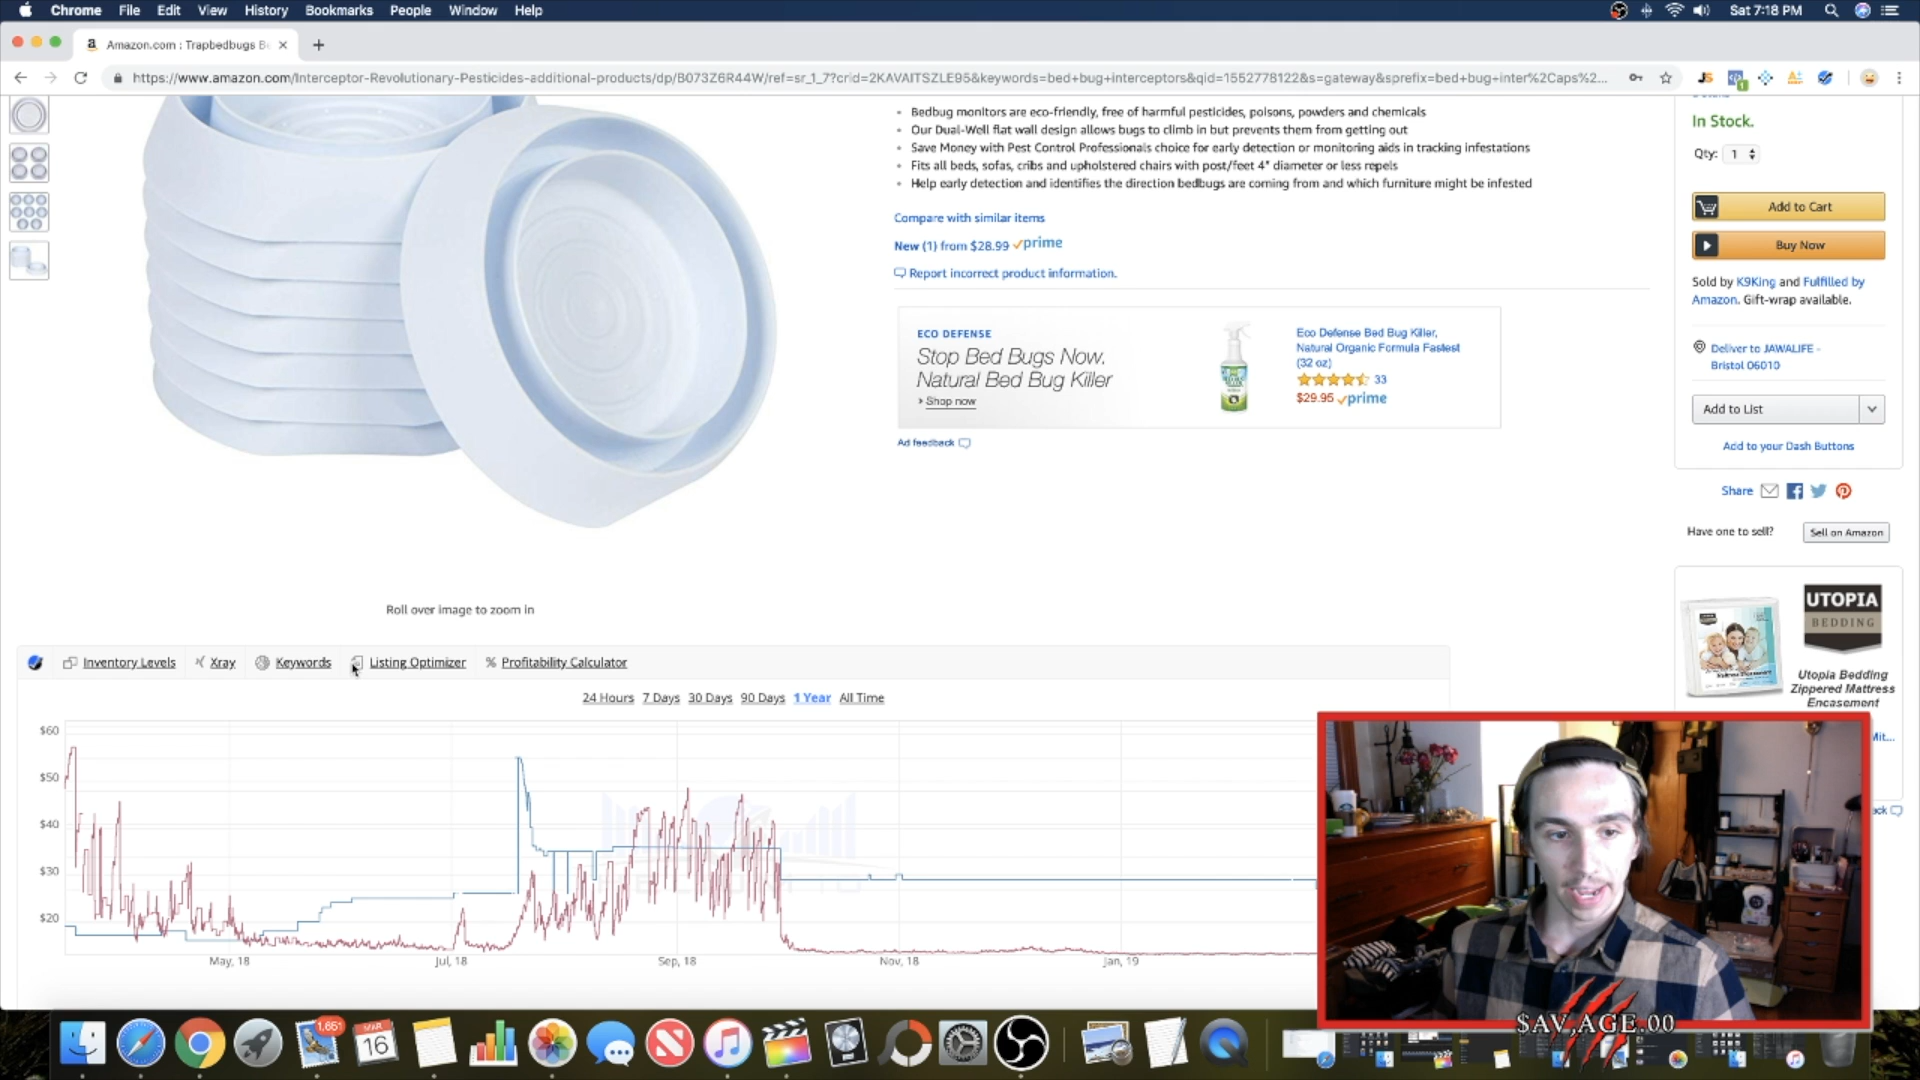 Chrome File Edit View History Bookmarks People Window Help
Sat 7:18 PM
Amazon.com : Trapbedbugs Be
https://www.amazon.com/Interceptor-Revolutionary-Pesticides-additional-products/dp/B073Z6R44W/ref=sr_1_7?crid=2KAVAITSZLE95&keywords=bed+bug+interceptors&qid=1552778122&s=gateway&sprefix=bed+bug+inter%2Caps%2...
Bedbug monitors are eco-friendly, free of harmful pesticides, poisons, powders and chemicals
Our Dual-Well flat wall design allows bugs to climb in but prevents them from getting out
Save Money with Pest Control Professionals choice for early detection or monitoring aids in tracking infestations
Fits all beds, sofas, cribs and upholstered chairs with post/feet 4" diameter or less repels
Help early detection and identifies the direction bedbugs are coming from and which furniture might be infested
Compare with similar items
New (1) from $28.99 prime
Report incorrect product information.
ECO DEFENSE
Stop Bed Bugs Now.
Natural Bed Bug Killer
Shop now
Eco Defense Bed Bug Killer,
Natural Organic Formula Fastest
(32 oz)
33
$29.95 prime
Ad feedback
In Stock.
Qty: 1
Add to Cart
Buy Now
Sold by K9King and Fulfilled by
Amazon. Gift-wrap available.
Deliver to JAWALIFE -
Bristol 06010
Add to List
Add to your Dash Buttons
Share
Have one to sell? Sell on Amazon
UTOPIA
BEDDING
Utopia Bedding
Zippered Mattress
Encasement
Mit...
Roll over image to zoom in
Inventory Levels Xray Keywords Listing Optimizer % Profitability Calculator
24 Hours 7 Days 30 Days 90 Days 1 Year All Time
$60
$50
$40
$30
$20
May, 18 Jul, 18 Sep, 18 Nov, 18 Jan, 19
$AV,AGE.00
1,651
MAR
16